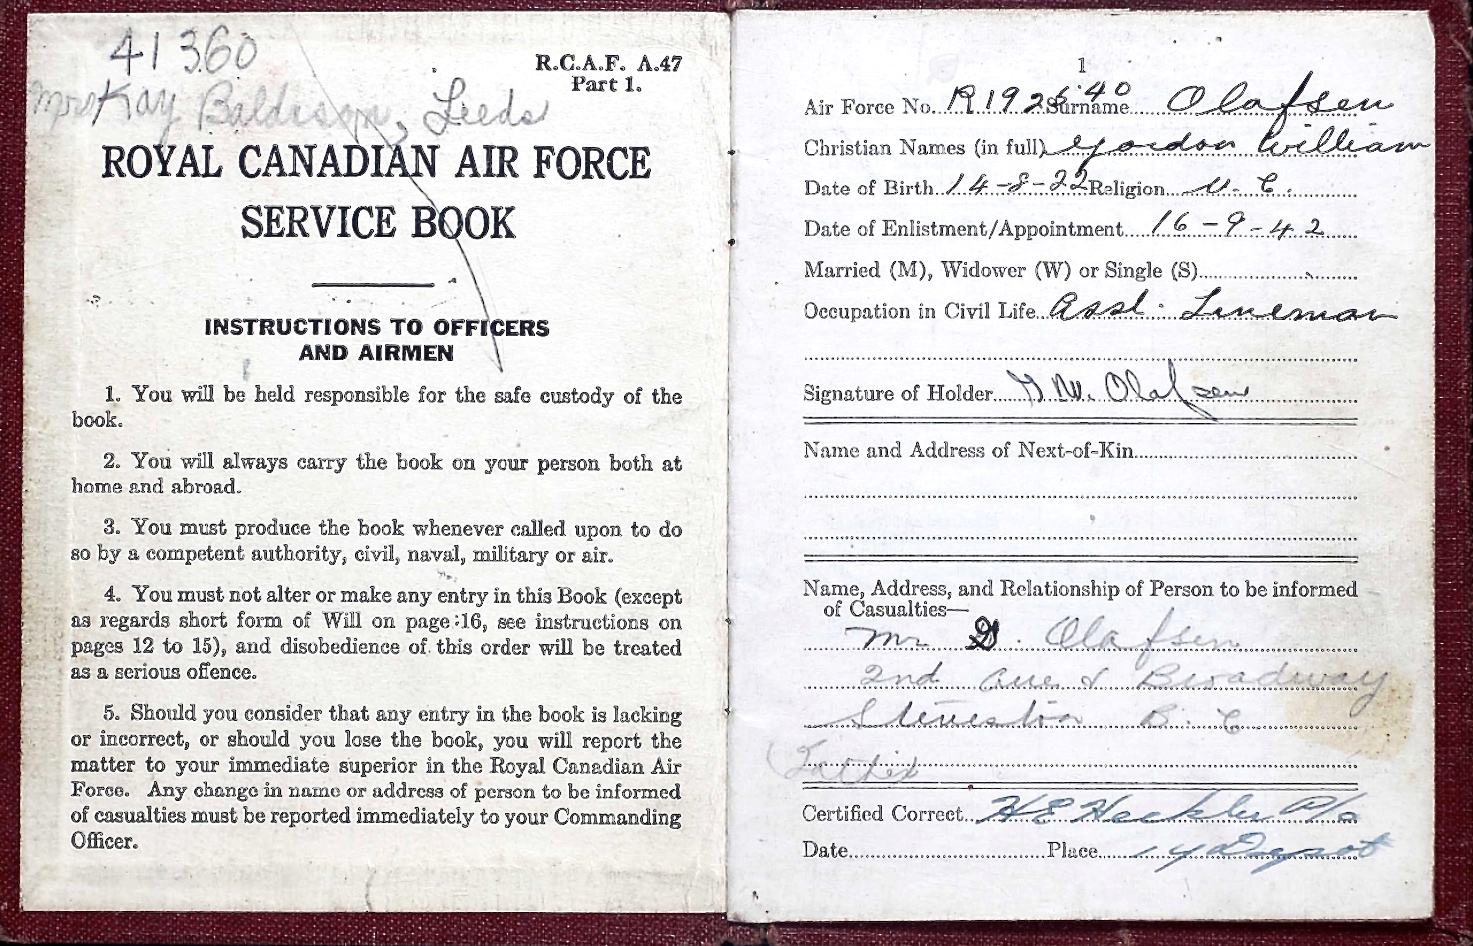 41360
Mrs Kay Baldeson, Leeds
R.C.A.F. A.47
Part 1.
ROYAL CANADIAN AIR FORCE
SERVICE BOOK
INSTRUCTIONS TO OFFICERS
AND AIRMEN
1. You will be held responsible for the safe custody of the
book.
2. You will always carry the book on your person both at
home and abroad.
3. You must produce the book whenever called upon to do
so by a competent authority, civil, naval, military or air.
4. You must not alter or make any entry in this Book (except
as regards short form of Will on page 16, see instructions on
pages 12 to 15), and disobedience of this order will be treated
as a serious offence.
5. Should you consider that any entry in the book is lacking
or incorrect, or should you lose the book, you will report the
matter to your immediate superior in the Royal Canadian Air
Force. Any change in name or address of person to be informed
of casualties must be reported immediately to your Commanding
Officer.
1
Air Force No. R192640 Surname Olafsen
Christian Names (in full) Gordon William
Date of Birth 14-8-22 Religion U.C.
Date of Enlistment/Appointment 16-9-42
Married (M), Widower (W) or Single (S)
Occupation in Civil Life Asst. Lineman
Signature of Holder G W. Olafsen
Name and Address of Next-of-Kin
Name, Address, and Relationship of Person to be informed
of Casualties—
Mr. Olafsen
2nd Ave & Broadway
Steveston B.C
Father
Certified Correct H E Hackler
Date Place 1 Y Depot